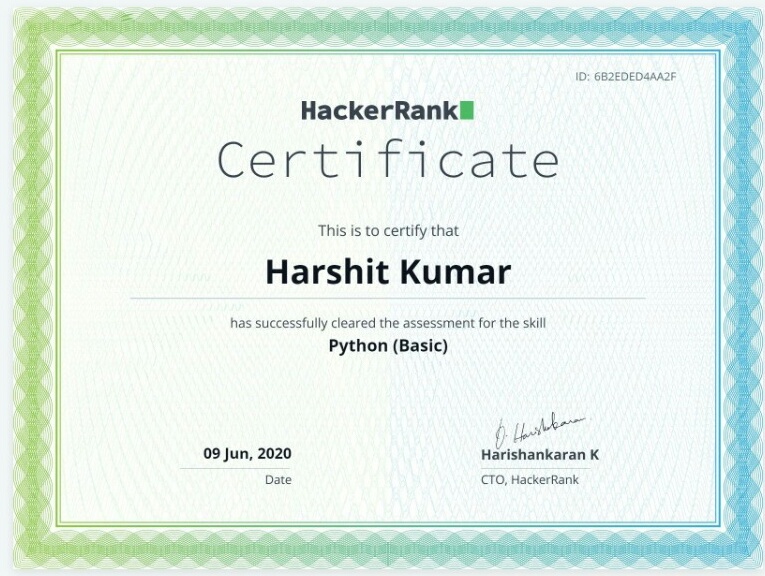 ID: 6B2EDED4AA2F
HackerRank
Certificate
This is to certify that
Harshit Kumar
has successfully cleared the assessment for the skill
Python (Basic)
09 Jun, 2020
Date
D. Harishankaran
Harishankaran K
CTO, HackerRank